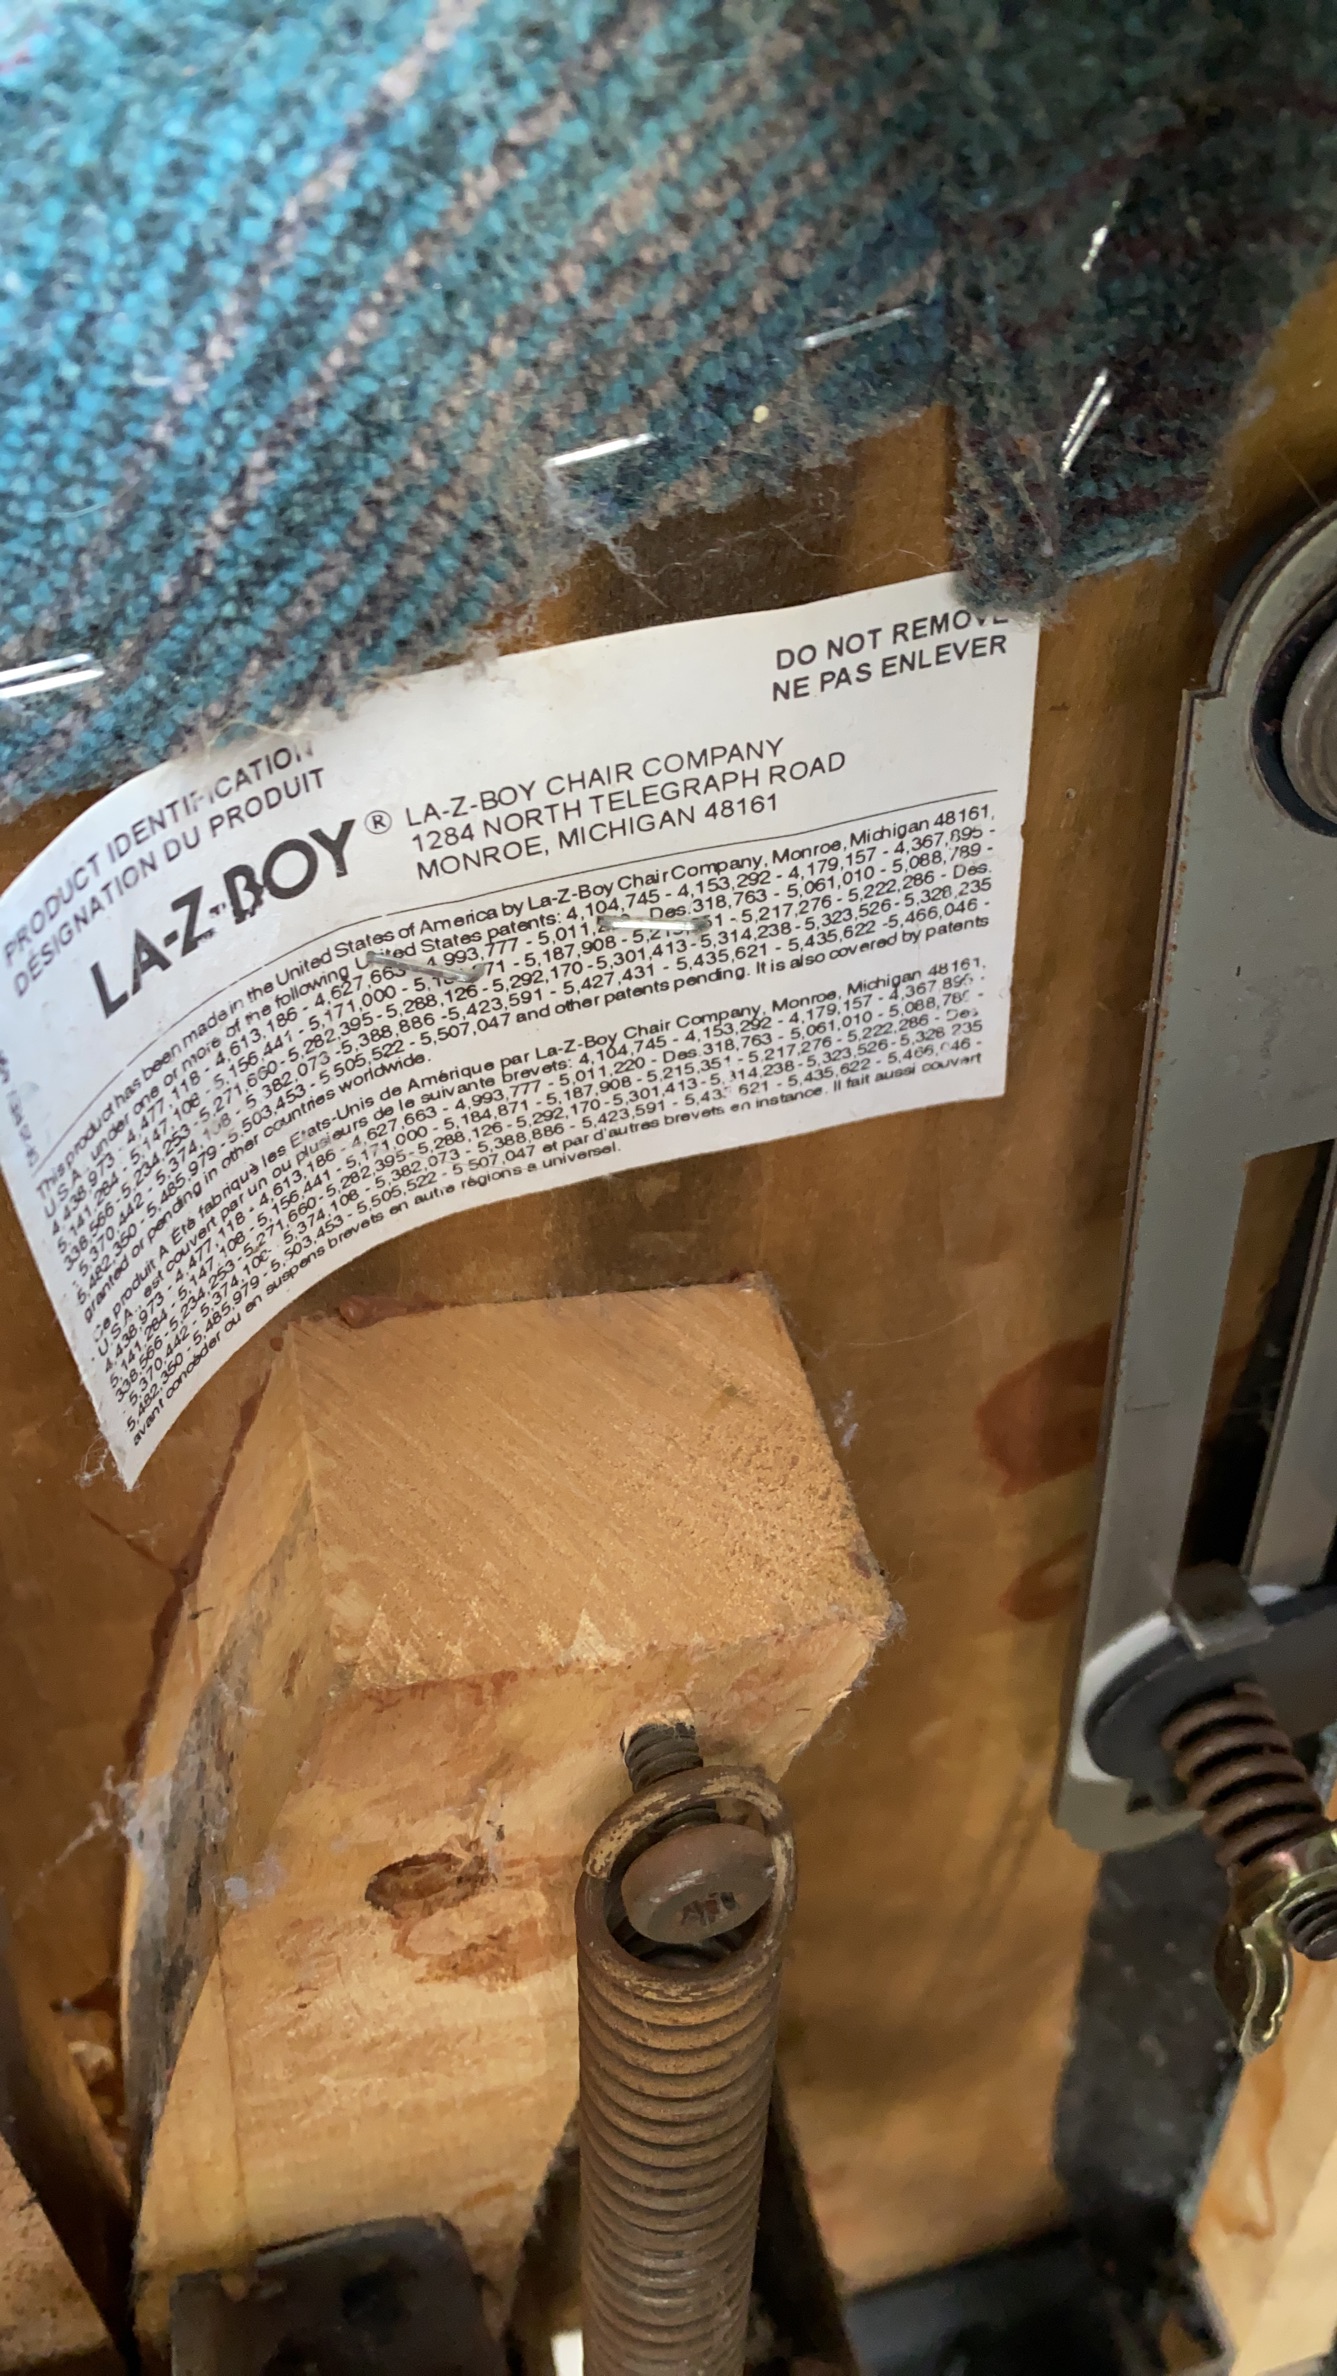 DO NOT REMOVE
NE PAS ENLEVER
PRODUCT IDENTIFICATION
DÉSIGNATION DU PRODUIT
LA-Z-BOY®
LA-Z-BOY CHAIR COMPANY
1284 NORTH TELEGRAPH ROAD
MONROE, MICHIGAN 48161
This product has been made in the United States of America by La-Z-Boy Chair Company, Monroe, Michigan 48161,
U.S.A. under one or more of the following United States patents: 4,104,745 - 4,153,292 - 4,179,157 - 4,367,895 -
4,438,973 - 4,477,118 - 4,613,186 - 4,627,663 - 4,993,777 - Des.318,763 - 5,061,010 - 5,088,789 -
5,141,284 - 5,147,108 - 5,156,441 - 5,171,000 - 5,187,908 - 5,217,276 - 5,222,286 - Des.
338,566 - 5,234,253 - 5,271,660 - 5,282,395 - 5,288,126 - 5,292,170 - 5,301,413 - 5,314,238 - 5,323,526 - 5,328,235
- 5,370,442 - 5,374,108 - 5,382,073 - 5,388,886 - 5,423,591 - 5,427,431 - 5,435,621 - 5,435,622 - 5,466,046 -
5,482,350 - 5,485,979 - 5,503,453 - 5,505,522 - 5,507,047 and other patents pending. It is also covered by patents
granted or pending in other countries worldwide.
Ce produit A Été fabriqué les Etats-Unis de Amérique par La-Z-Boy Chair Company, Monroe, Michigan 48161,
U.S.A., est couvert par un ou plusieurs de le suivante brevets: 4,104,745 - 4,153,292 - 4,179,157 - 4,367,895 -
4,438,973 - 4,477,118 - 4,613,186 - 4,627,663 - 4,993,777 - 5,011,220 - Des.318,763 - 5,061,010 - 5,088,789 -
5,141,284 - 5,147,108 - 5,156,441 - 5,171,000 - 5,184,871 - 5,187,908 - 5,215,351 - 5,217,276 - 5,222,286 - Des.
338,566 - 5,234,253 - 5,271,660 - 5,282,395 - 5,288,126 - 5,292,170 - 5,301,413 - 5,314,238 - 5,323,526 - 5,328,235
- 5,370,442 - 5,374,108 - 5,382,073 - 5,388,886 - 5,423,591 - 5,435,622 - 5,466,046 -
5,482,350 - 5,485,979 - 5,503,453 - 5,505,522 - 5,507,047 et par d'autres brevets en instance. Il fait aussi couvert
avant concéder ou en suspens brevets en autre régions a universel.